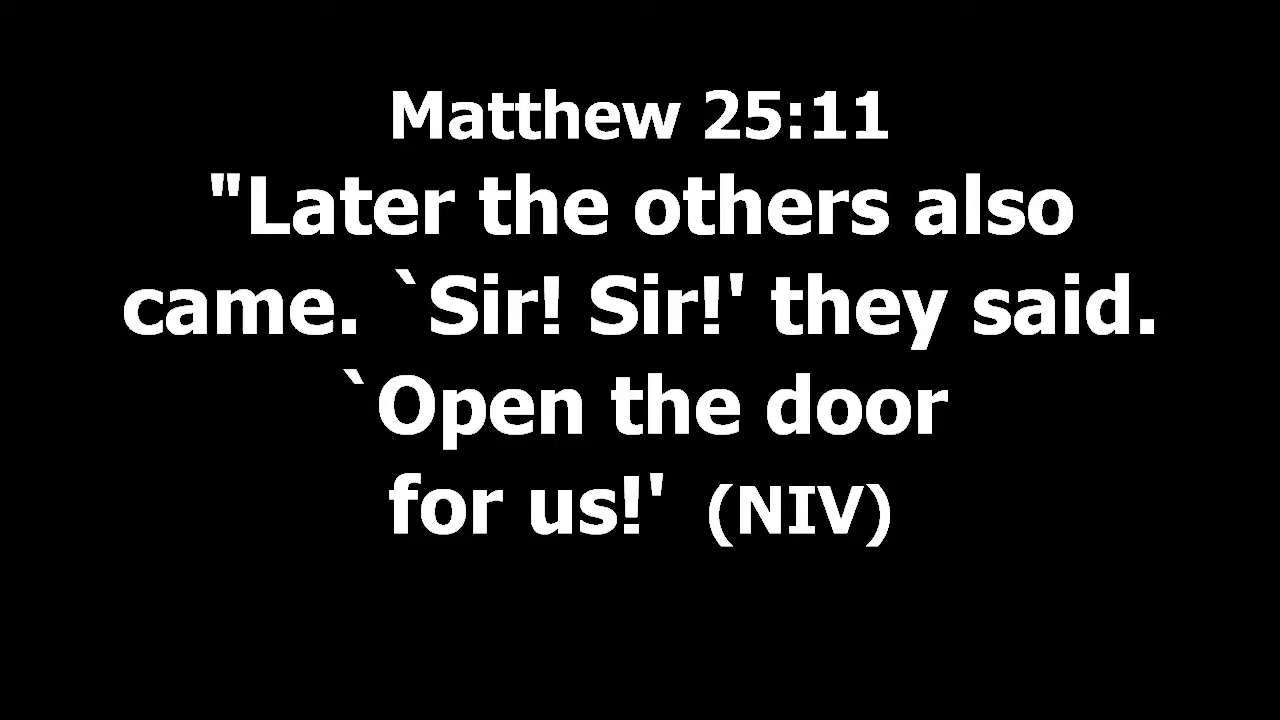 Matthew 25:11
"Later the others also
came. `Sir! Sir!' they said.
`Open the door
for us!'  (NIV)